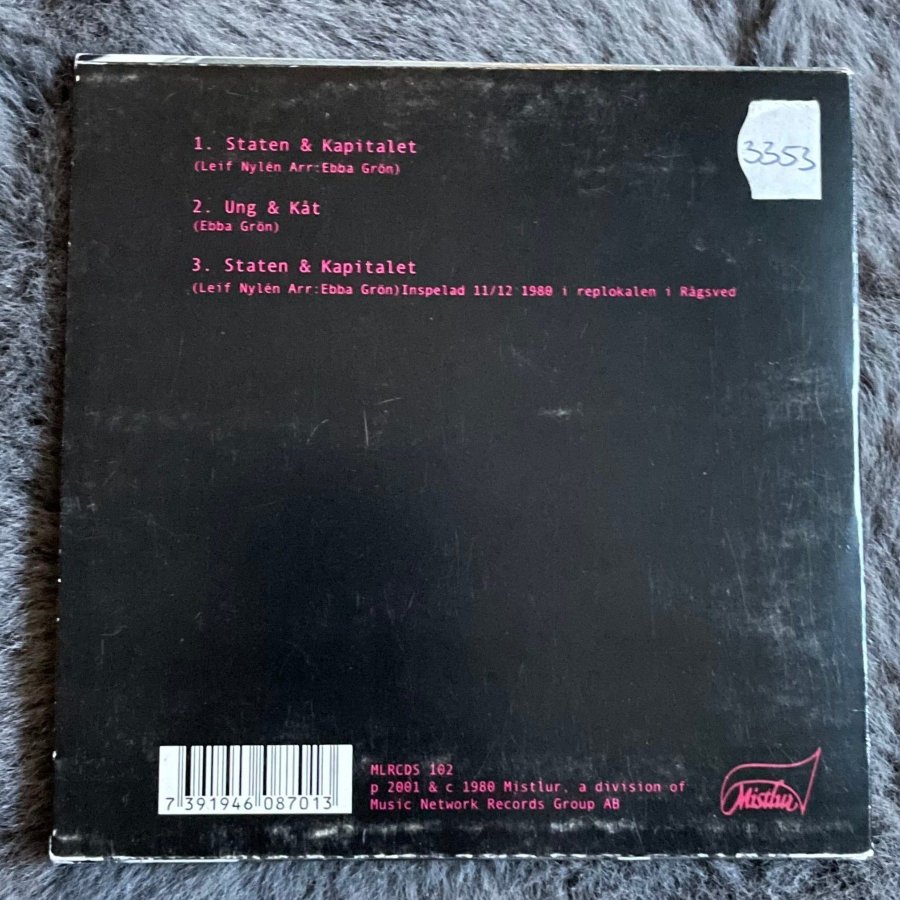 3353
1. Staten & Kapitalet
(Leif Nylén Arr:Ebba Grön)
2. Ung & Kåt
(Ebba Grön)
3. Staten & Kapitalet
(Leif Nylén Arr:Ebba Grön)Inspelad 11/12 1980 i replokalen i Rågsved
7 391946 087013
MLRCDS 102
p 2001 & c 1980 Mistlur, a division of
Music Network Records Group AB
Mistlur